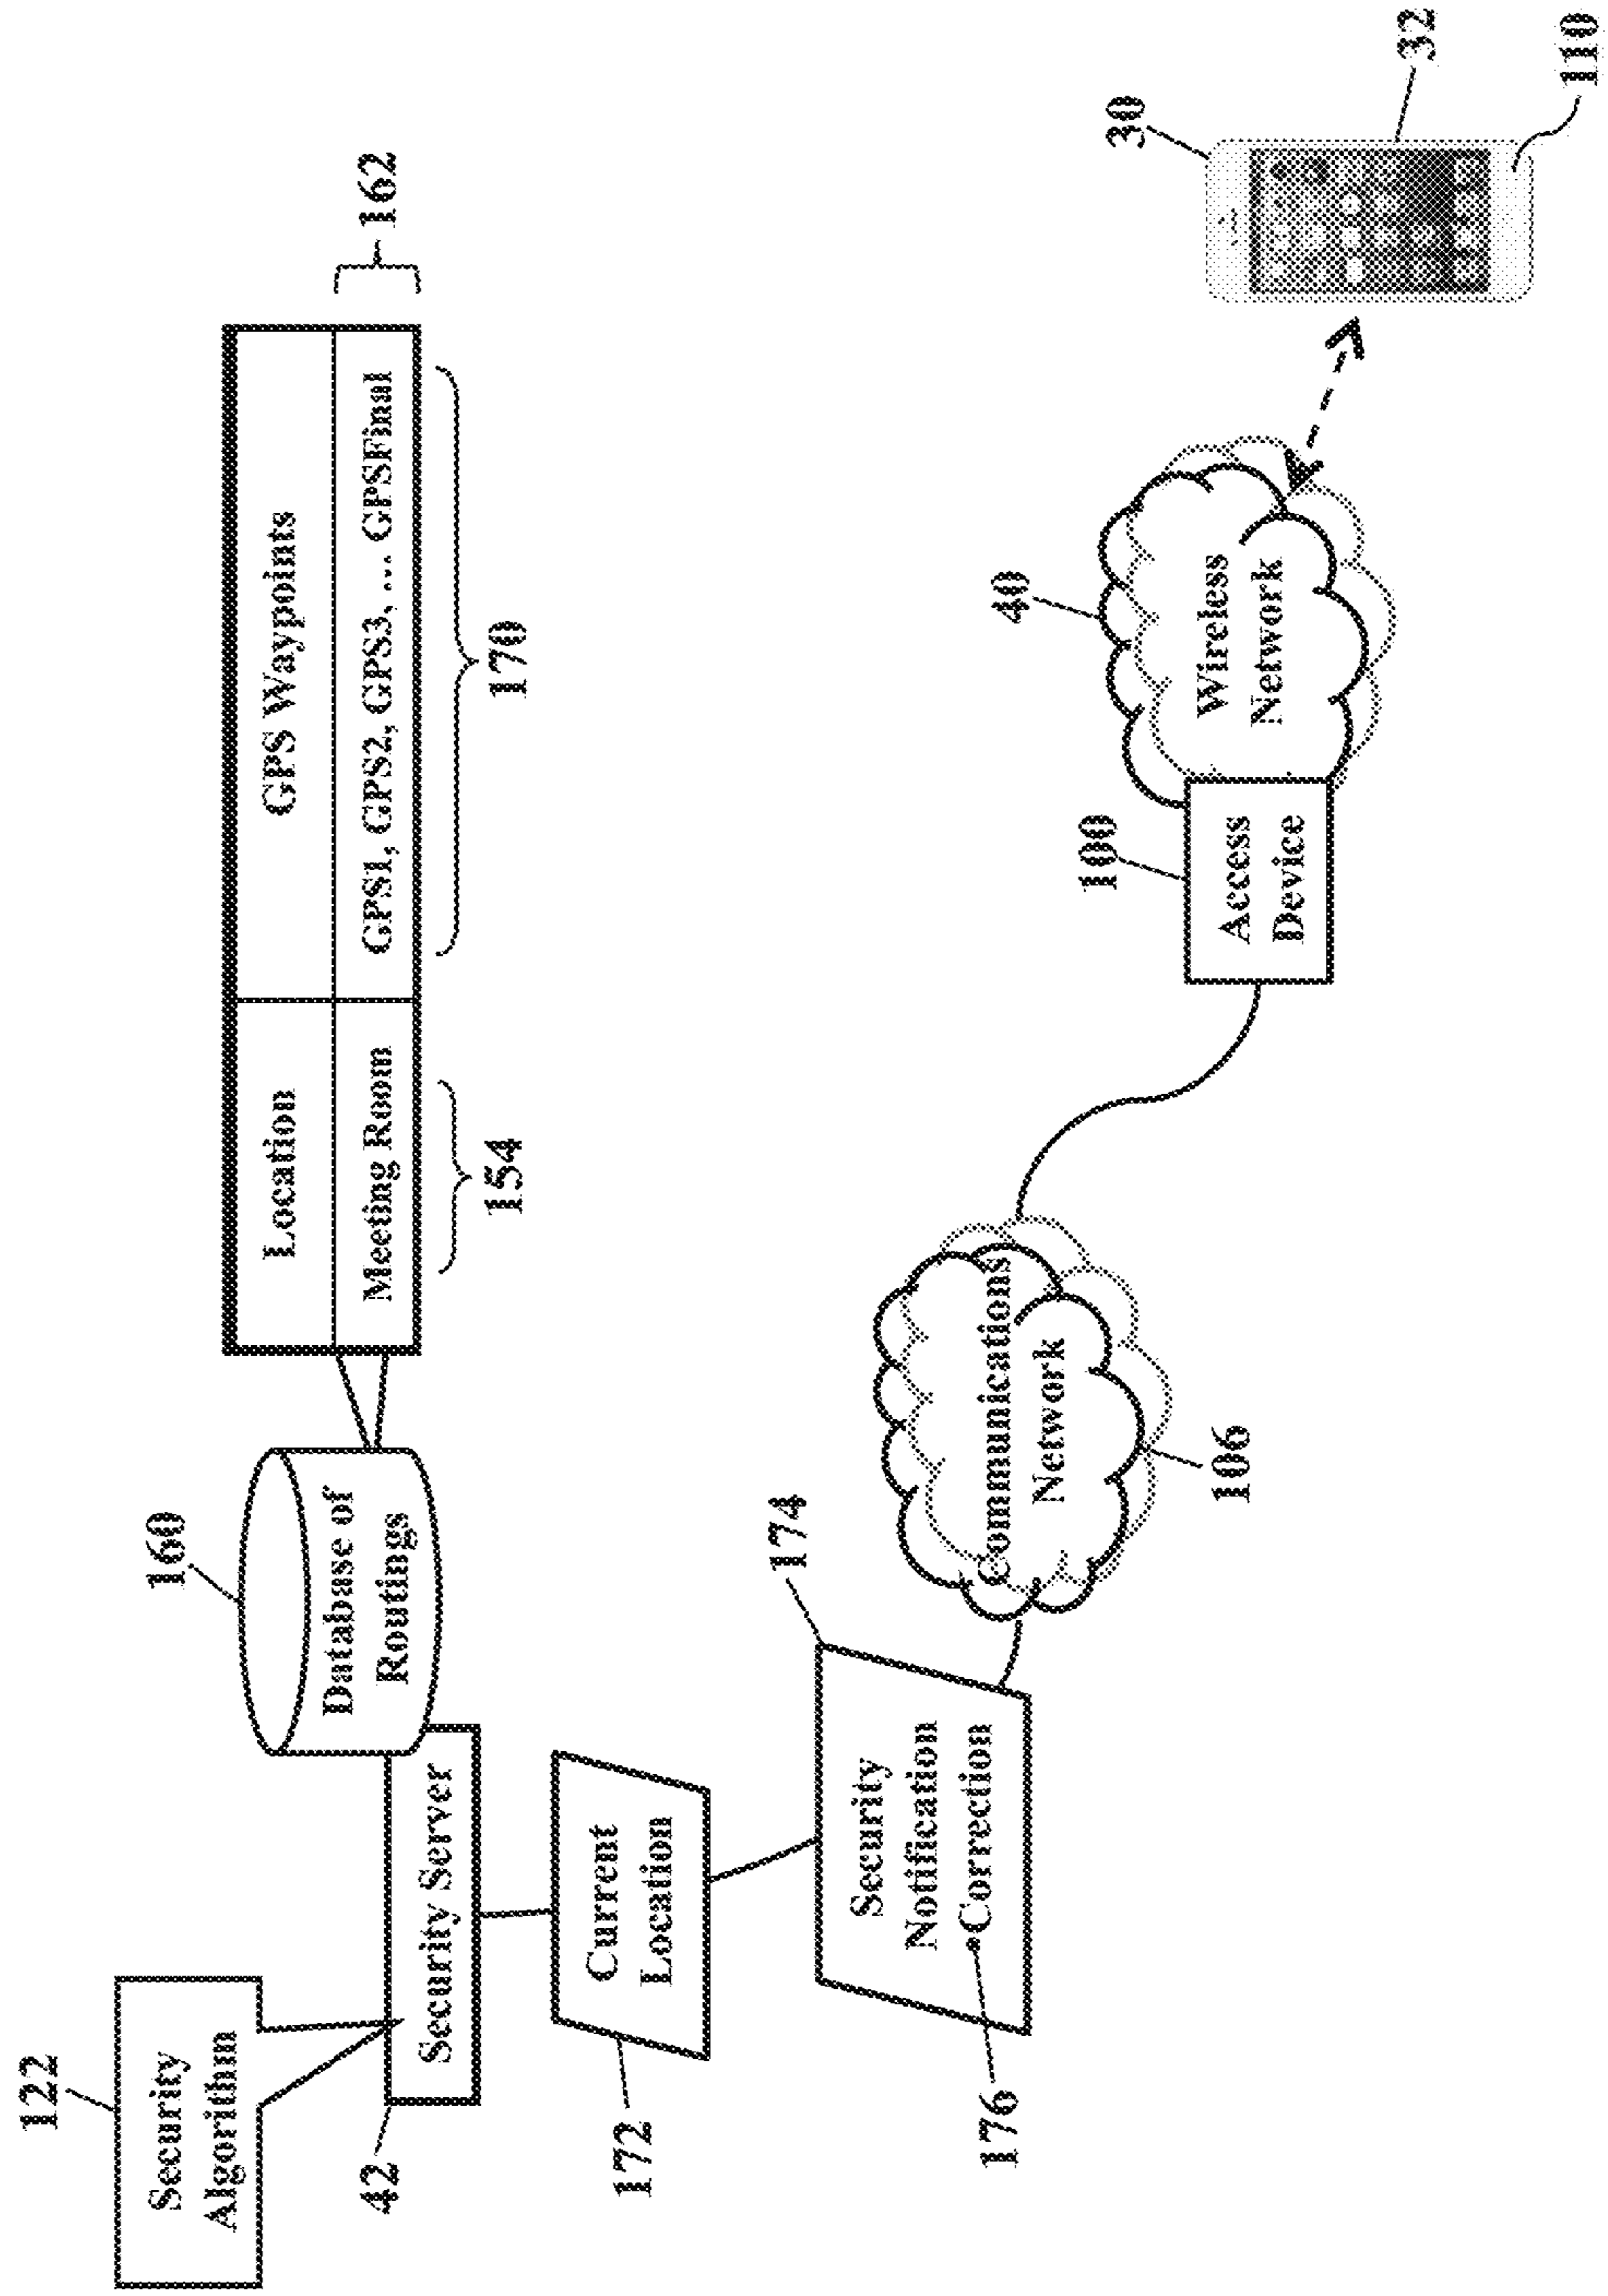 122
Security
Algorithm
42
Security Server
160
Database of
Routings
Location
GPS Waypoints
Meeting Room
GPS1, GPS2, GPS3, ... GPSFinal
162
154
170
172
Current
Location
174
Security
Notification
•Correction
176
Communications
Network
106
100
Access
Device
40
Wireless
Network
30
32
110